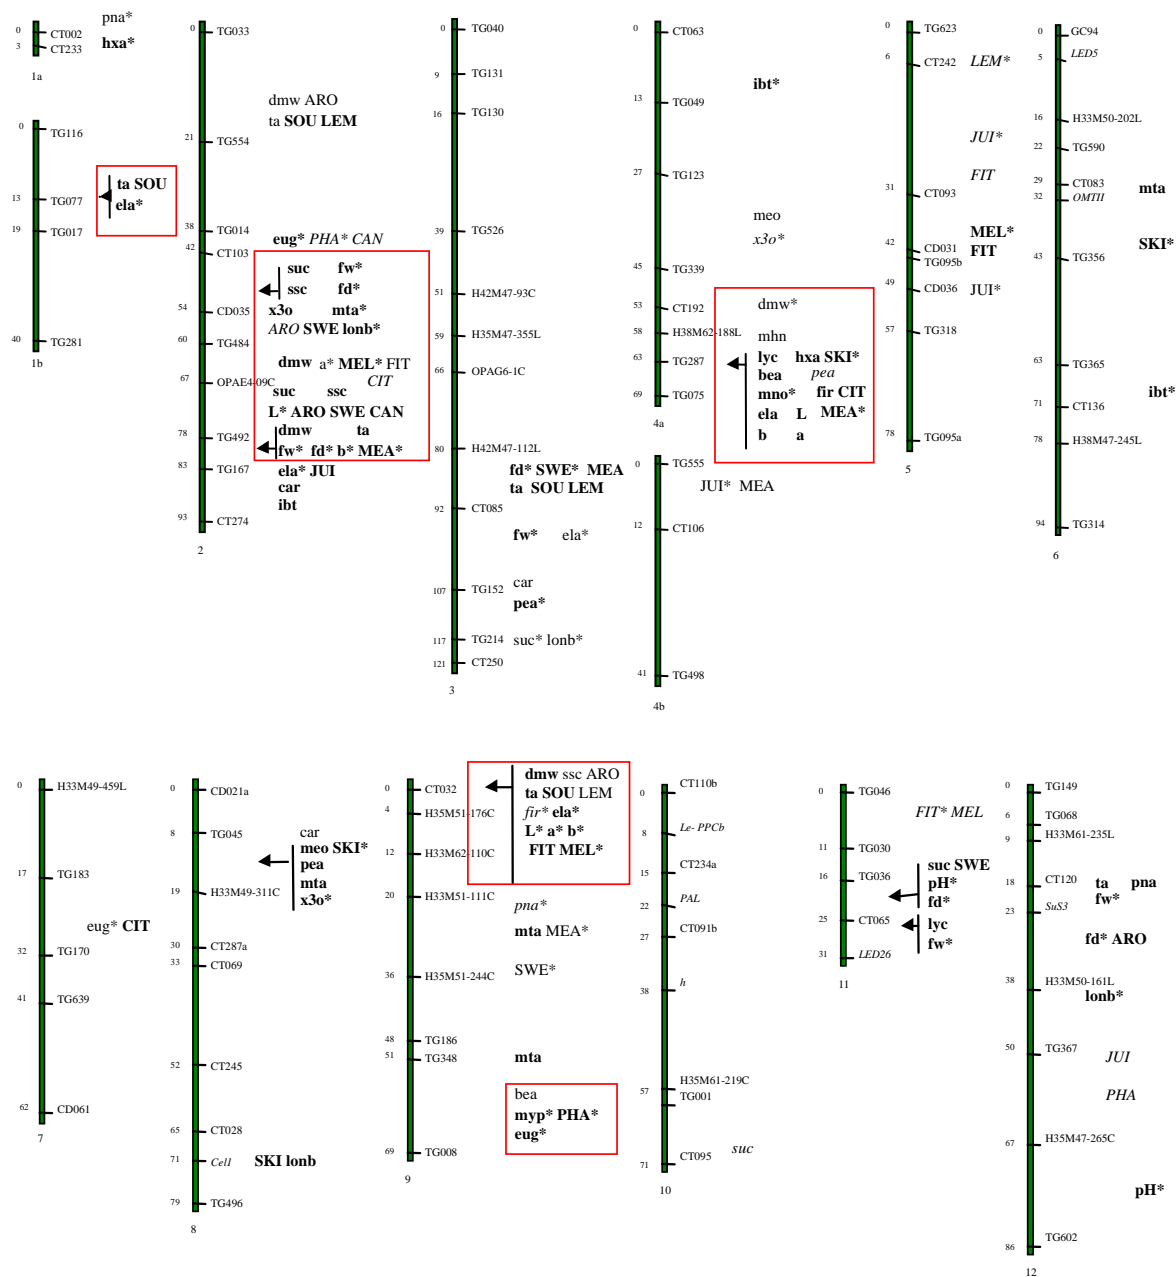 pna*
0 CT002
hxa*
3 CT233
1a
0 TG116
ta SOU
13 TG077
ela*
19 TG017
40 TG281
1b
0 TG033
dmw ARO
ta SOU LEM
21 TG554
38 TG014
eug* PHA* CAN
42 CT103
suc fw*
ssc fd*
x3o mta*
54 CD035
ARO SWE lonb*
60 TG484
dmw a* MEL* FIT
67 OPAE4-09C
CIT
suc ssc
L* ARO SWE CAN
dmw ta
78 TG492
fw* fd* b* MEA*
83 TG167
ela* JUI
car
ibt
93 CT274
2
0 TG040
9 TG131
16 TG130
39 TG526
51 H42M47-93C
59 H35M47-355L
66 OPAG6-1C
80 H42M47-112L
fd* SWE* MEA
ta SOU LEM
92 CT085
fw* ela*
car
107 TG152
pea*
117 TG214
suc* lonb*
121 CT250
3
0 CT063
ibt*
13 TG049
27 TG123
meo
x3o*
45 TG339
53 CT192
dmw*
58 H38M62-188L
mhn
63 TG287
lyc hxa SKI*
bea pea
mno* fir CIT
69 TG075
ela L MEA*
4a
b a
0 TG555
JUI* MEA
12 CT106
41 TG498
4b
0 TG623
6 CT242
LEM*
JUI*
FIT
31 CT093
MEL*
42 CD031
FIT
TG095b
49 CD036
JUI*
57 TG318
78 TG095a
5
0 GC94
5 LED5
16 H33M50-202L
22 TG590
29 CT083
mta
32 OMTII
SKI*
43 TG356
63 TG365
ibt*
71 CT136
78 H38M47-245L
94 TG314
6
0 H33M49-459L
17 TG183
eug* CIT
32 TG170
41 TG639
62 CD061
7
0 CD021a
8 TG045
car
meo SKI*
pea
mta
19 H33M49-311C
x3o*
30 CT287a
33 CT069
52 CT245
65 CT028
71 Cell
SKI lonb
79 TG496
8
0 CT032
dmw ssc ARO
ta SOU LEM
4 H35M51-176C
fir* ela*
L* a* b*
FIT MEL*
12 H33M62-110C
20 H33M51-111C
pna*
mta MEA*
SWE*
36 H35M51-244C
48 TG186
51 TG348
mta
bea
myp* PHA*
eug*
69 TG008
9
0 CT110b
8 Le- PPCb
15 CT234a
22 PAL
27 CT091b
38 h
57 H35M61-219C
TG001
suc
71 CT095
10
0 TG046
FIT* MEL
11 TG030
16 TG036
suc SWE
pH*
fd*
25 CT065
lyc
fw*
31 LED26
11
0 TG149
6 TG068
9 H33M61-235L
18 CT120
ta pna
fw*
23 SuS3
fd* ARO
38 H33M50-161L
lonb*
50 TG367
JUI
PHA
67 H35M47-265C
pH*
86 TG602
12